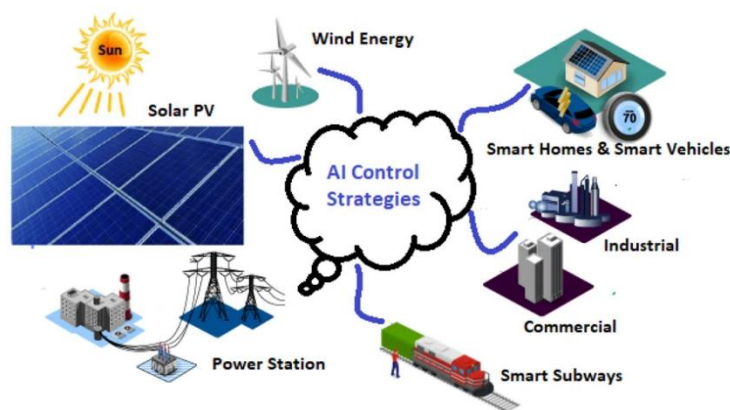 Sun
Wind Energy
Solar PV
AI Control
Strategies
70
Smart Homes & Smart Vehicles
Industrial
Commercial
Power Station
Smart Subways